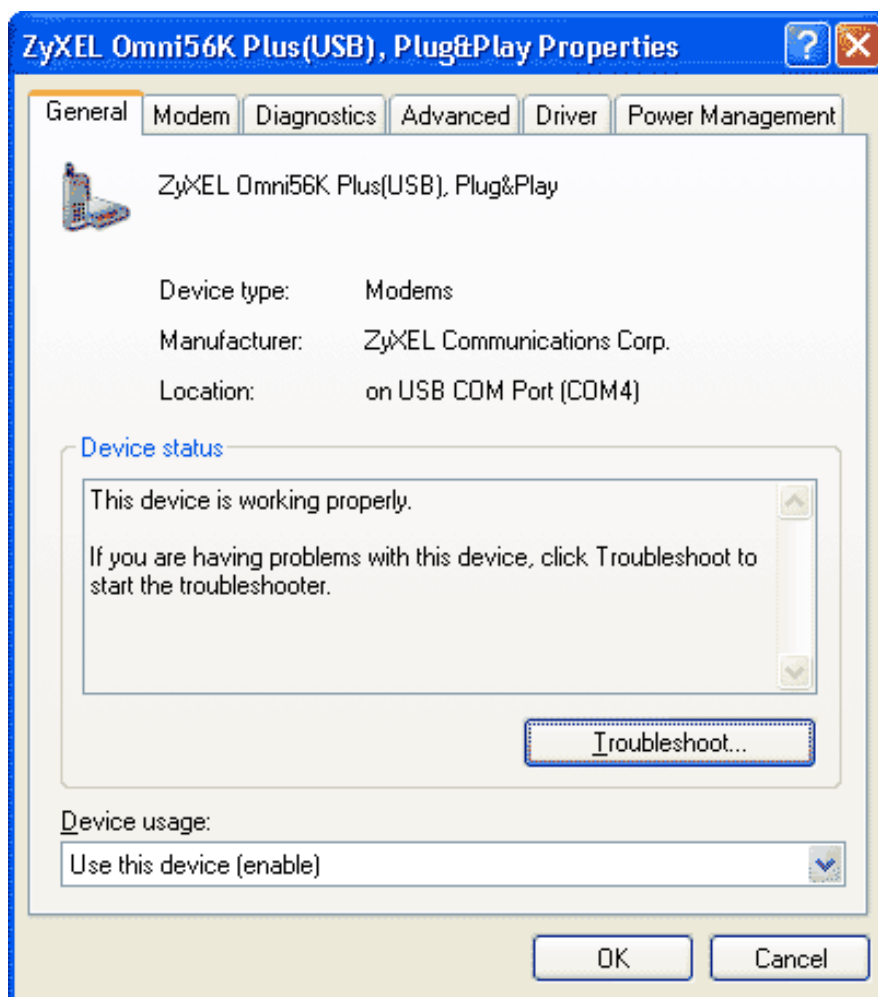 ZyXEL Omni56K Plus(USB), Plug&Play Properties
General Modem Diagnostics Advanced Driver Power Management
ZyXEL Omni56K Plus(USB), Plug&Play
Device type: Modems
Manufacturer: ZyXEL Communications Corp.
Location: on USB COM Port (COM4)
Device status
This device is working properly.
If you are having problems with this device, click Troubleshoot to
start the troubleshooter.
Troubleshoot...
Device usage:
Use this device (enable)
OK Cancel